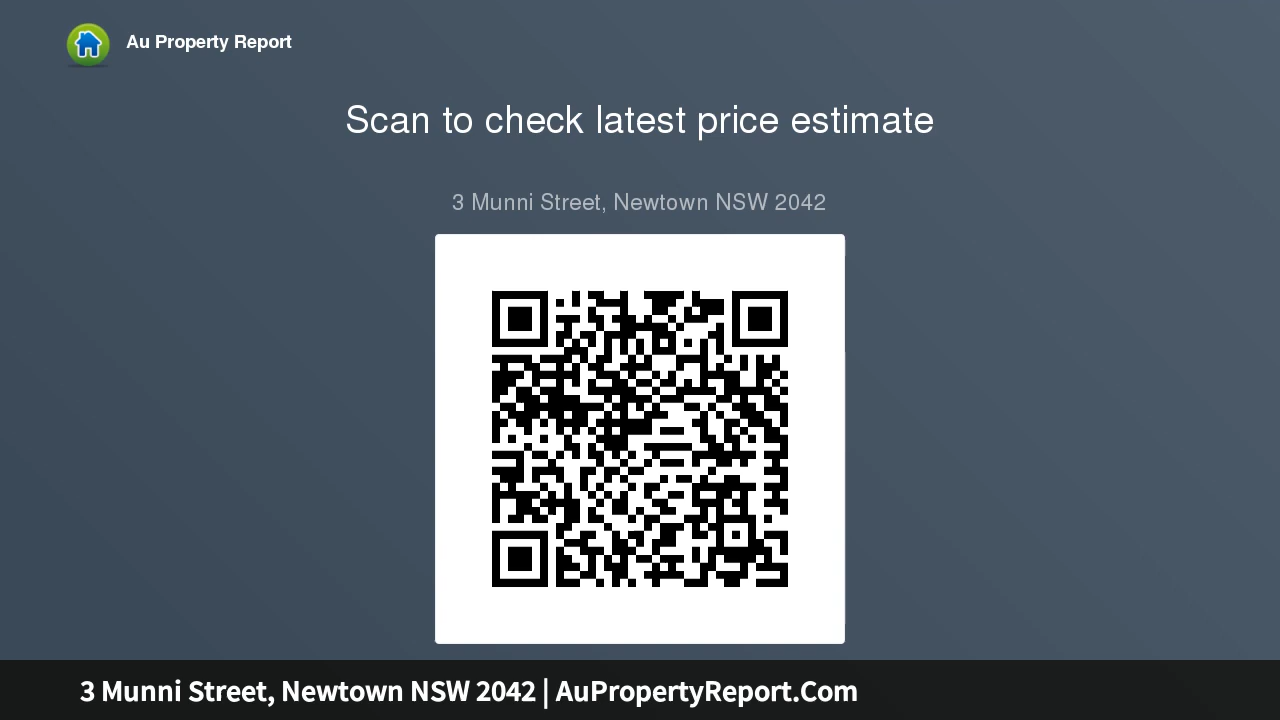 Au Property Report
Scan to check latest price estimate
3 Munni Street, Newtown NSW 2042
3 Munni Street, Newtown NSW 2042 | AuPropertyReport.Com